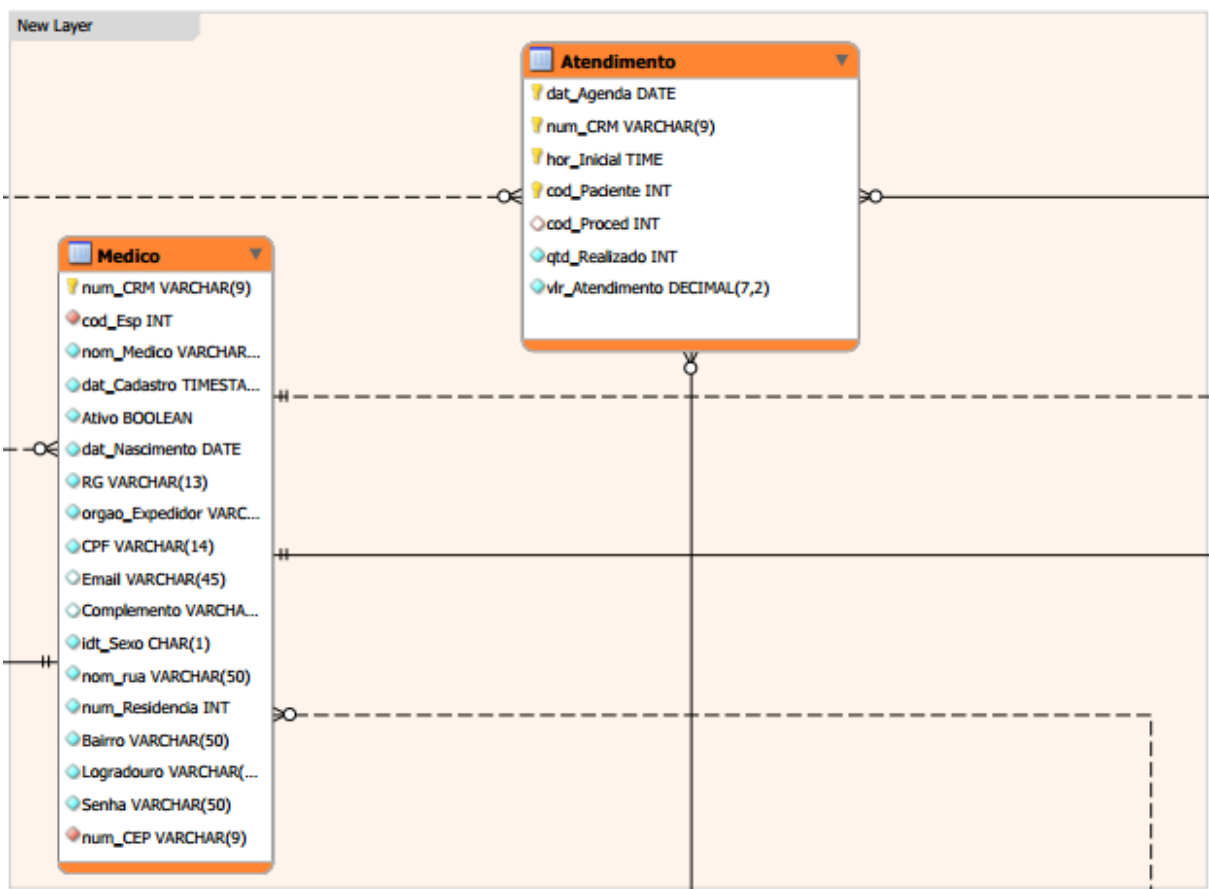 New Layer
Atendimento
dat_Agenda DATE
num_CRM VARCHAR(9)
hor_Inicial TIME
cod_Paciente INT
cod_Proced INT
qtd_Realizado INT
vlr_Atendimento DECIMAL(7,2)
Medico
num_CRM VARCHAR(9)
cod_Esp INT
nom_Medico VARCHAR...
dat_Cadastro TIMESTA...
Ativo BOOLEAN
dat_Nascimento DATE
RG VARCHAR(13)
orgao_Expedidor VARC...
CPF VARCHAR(14)
Email VARCHAR(45)
Complemento VARCHA...
idt_Sexo CHAR(1)
nom_rua VARCHAR(50)
num_Residencia INT
Bairro VARCHAR(50)
Logradouro VARCHAR(...
Senha VARCHAR(50)
num_CEP VARCHAR(9)